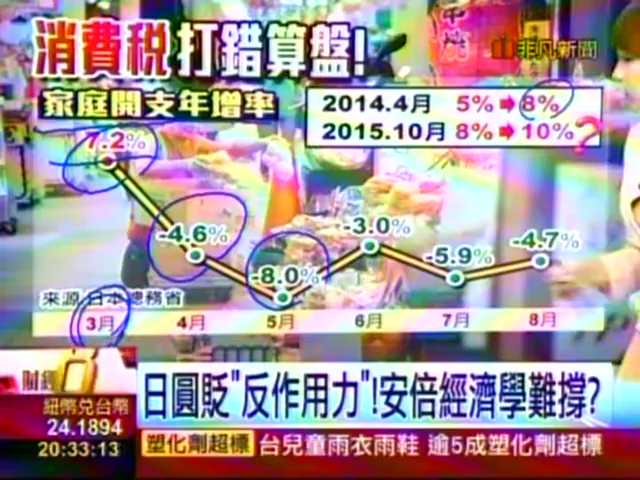 消費稅打錯算盤!
非凡新聞
家庭開支年增率
2014.4月 5%➡8%
2015.10月 8%➡10%?
7.2%
-4.6%
-8.0%
-3.0%
-5.9%
-4.7%
來源:日本總務省
3月 4月 5月 6月 7月 8月
財經
日圓貶"反作用力"!安倍經濟學難撐?
紐幣兌台幣
24.1894
20:33:13
塑化劑超標 台兒童雨衣雨鞋 逾5成塑化劑超標